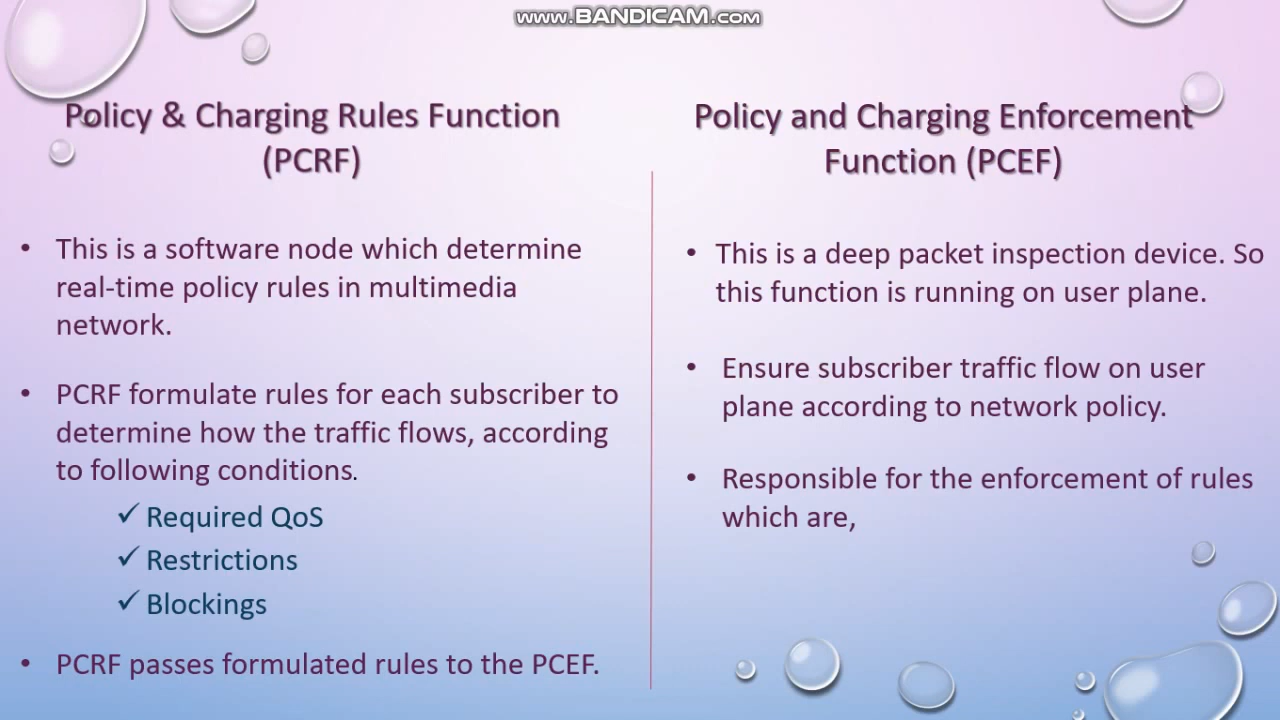 www.BANDICAM.com
Policy & Charging Rules Function
(PCRF)
• This is a software node which determine
real-time policy rules in multimedia
network.
• PCRF formulate rules for each subscriber to
determine how the traffic flows, according
to following conditions.
✓ Required QoS
✓ Restrictions
✓ Blockings
• PCRF passes formulated rules to the PCEF.
Policy and Charging Enforcement
Function (PCEF)
• This is a deep packet inspection device. So
this function is running on user plane.
• Ensure subscriber traffic flow on user
plane according to network policy.
• Responsible for the enforcement of rules
which are,